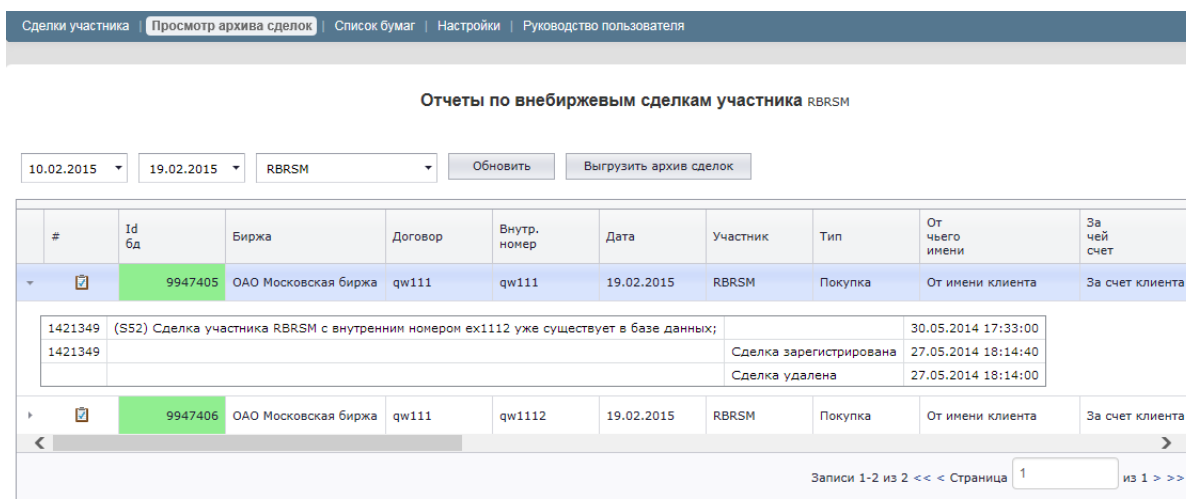 Сделки участника | Просмотр архива сделок | Список бумаг | Настройки | Руководство пользователя
Отчеты по внебиржевым сделкам участника RBRSM
10.02.2015 19.02.2015 RBRSM Обновить Выгрузить архив сделок
# Id бд Биржа Договор Внутр. номер Дата Участник Тип От чьего имени За чей счет
9947405 ОАО Московская биржа qw111 qw111 19.02.2015 RBRSM Покупка От имени клиента За счет клиента
1421349 (S52) Сделка участника RBRSM с внутренним номером ex1112 уже существует в базе данных; 30.05.2014 17:33:00
1421349 Сделка зарегистрирована 27.05.2014 18:14:40
Сделка удалена 27.05.2014 18:14:00
9947406 ОАО Московская биржа qw111 qw1112 19.02.2015 RBRSM Покупка От имени клиента За счет клиента
Записи 1-2 из 2 << < Страница 1 из 1 > >>